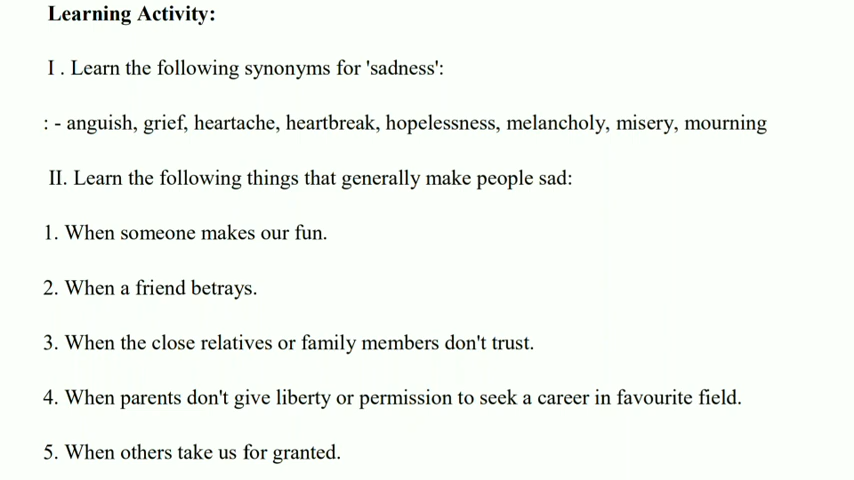 Learning Activity:
I . Learn the following synonyms for 'sadness':
: - anguish, grief, heartache, heartbreak, hopelessness, melancholy, misery, mourning
II. Learn the following things that generally make people sad:
1. When someone makes our fun.
2. When a friend betrays.
3. When the close relatives or family members don't trust.
4. When parents don't give liberty or permission to seek a career in favourite field.
5. When others take us for granted.